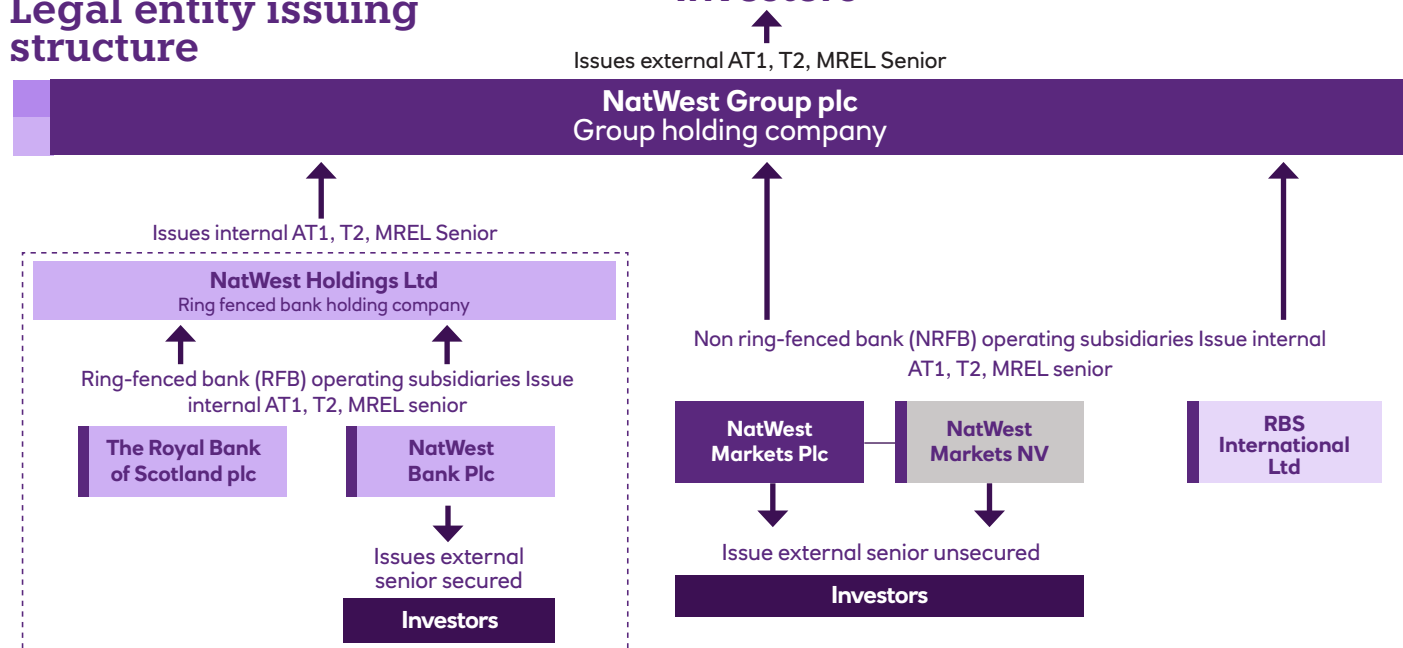 Legal entity issuing
structure
Investors
Issues external AT1, T2, MREL Senior
NatWest Group plc
Group holding company
Issues internal AT1, T2, MREL Senior
NatWest Holdings Ltd
Ring fenced bank holding company
Ring-fenced bank (RFB) operating subsidiaries Issue
internal AT1, T2, MREL senior
The Royal Bank
of Scotland plc
NatWest
Bank Plc
Issues external
senior secured
Investors
Non ring-fenced bank (NRFB) operating subsidiaries Issue internal
AT1, T2, MREL senior
NatWest
Markets Plc
NatWest
Markets NV
RBS
International
Ltd
Issue external senior unsecured
Investors